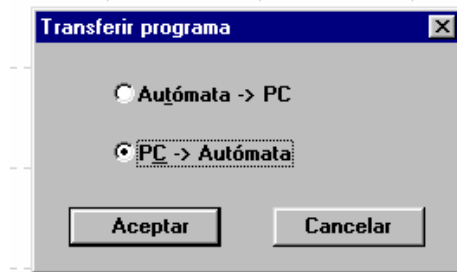 Transferir programa
Autómata -> PC
PC -> Autómata
Aceptar
Cancelar